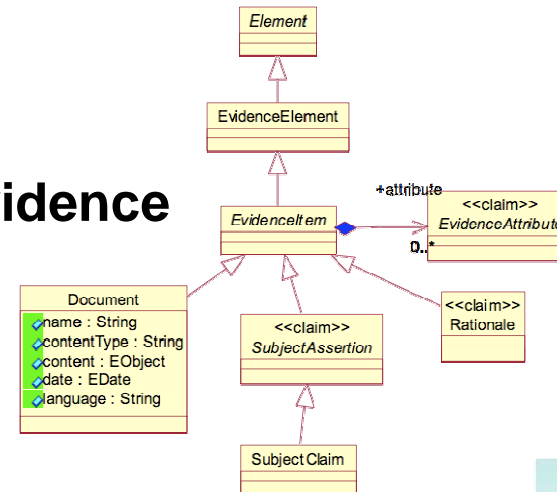 Element
EvidenceElement
idence
+attribute
<<claim>>
EvidenceAttribute
0..*
EvidenceItem
Document
name : String
contentType : String
content : EObject
date : EDate
language : String
<<claim>>
SubjectAssertion
<<claim>>
Rationale
Subject Claim